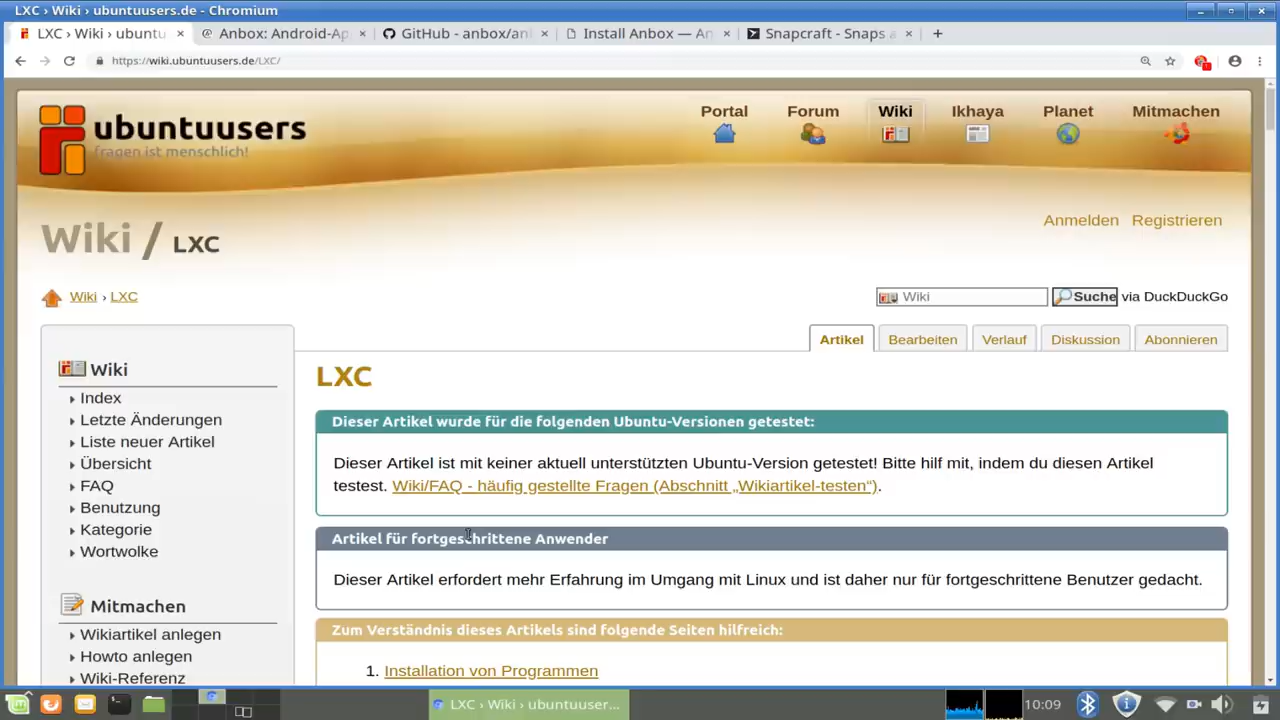 LXC › Wiki › ubuntuusers.de - Chromium
LXC › Wiki › ubuntu
Anbox: Android-Ap
GitHub - anbox/an
Install Anbox — An
Snapcraft - Snaps a
https://wiki.ubuntuusers.de/LXC/
ubuntuusers
fragen ist menschlich!
Portal
Forum
Wiki
Ikhaya
Planet
Mitmachen
Anmelden Registrieren
Wiki / LXC
Wiki › LXC
Wiki
Suche via DuckDuckGo
Artikel
Bearbeiten
Verlauf
Diskussion
Abonnieren
Wiki
Index
Letzte Änderungen
Liste neuer Artikel
Übersicht
FAQ
Benutzung
Kategorie
Wortwolke
Mitmachen
Wikiartikel anlegen
Howto anlegen
Wiki-Referenz
LXC
Dieser Artikel wurde für die folgenden Ubuntu-Versionen getestet:
Dieser Artikel ist mit keiner aktuell unterstützten Ubuntu-Version getestet! Bitte hilf mit, indem du diesen Artikel
testest. Wiki/FAQ - häufig gestellte Fragen (Abschnitt „Wikiartikel-testen“).
Artikel für fortgeschrittene Anwender
Dieser Artikel erfordert mehr Erfahrung im Umgang mit Linux und ist daher nur für fortgeschrittene Benutzer gedacht.
Zum Verständnis dieses Artikels sind folgende Seiten hilfreich:
1. Installation von Programmen
LXC › Wiki › ubuntuuser...
10:09